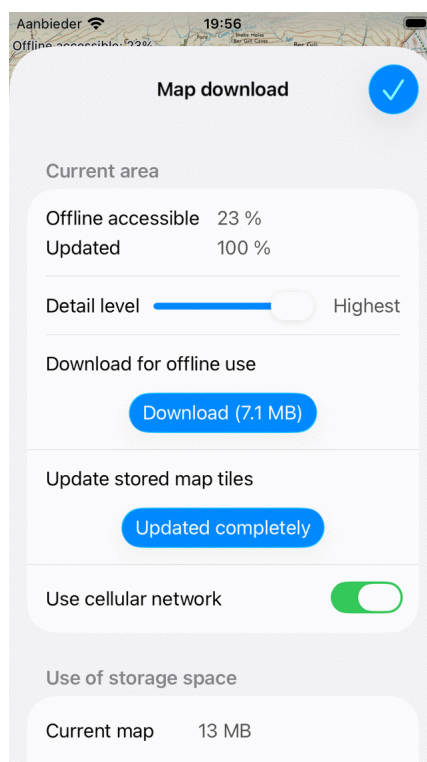 Aanbieder 19:56
Offline accessible: 23%
Map download
Current area
Offline accessible 23 %
Updated 100 %
Detail level Highest
Download for offline use
Download (7.1 MB)
Update stored map tiles
Updated completely
Use cellular network
Use of storage space
Current map 13 MB